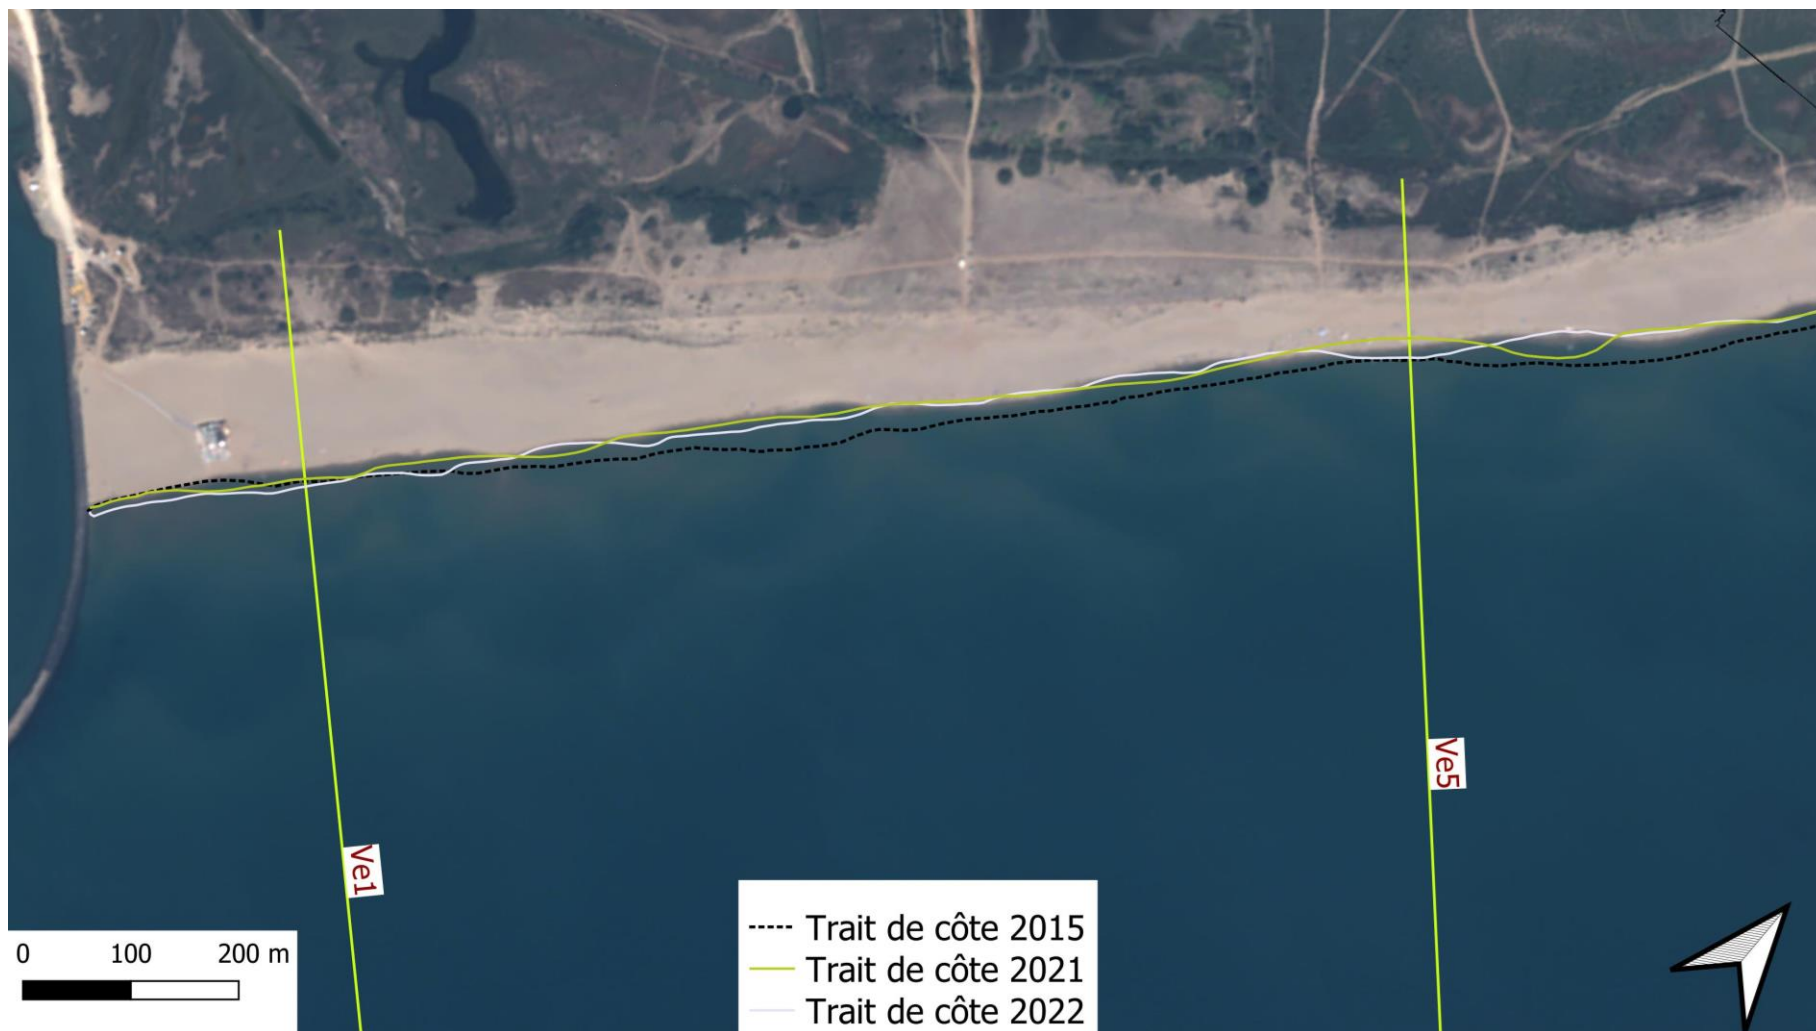 Ve5
Ve1
0 100 200 m
Trait de côte 2015
Trait de côte 2021
Trait de côte 2022